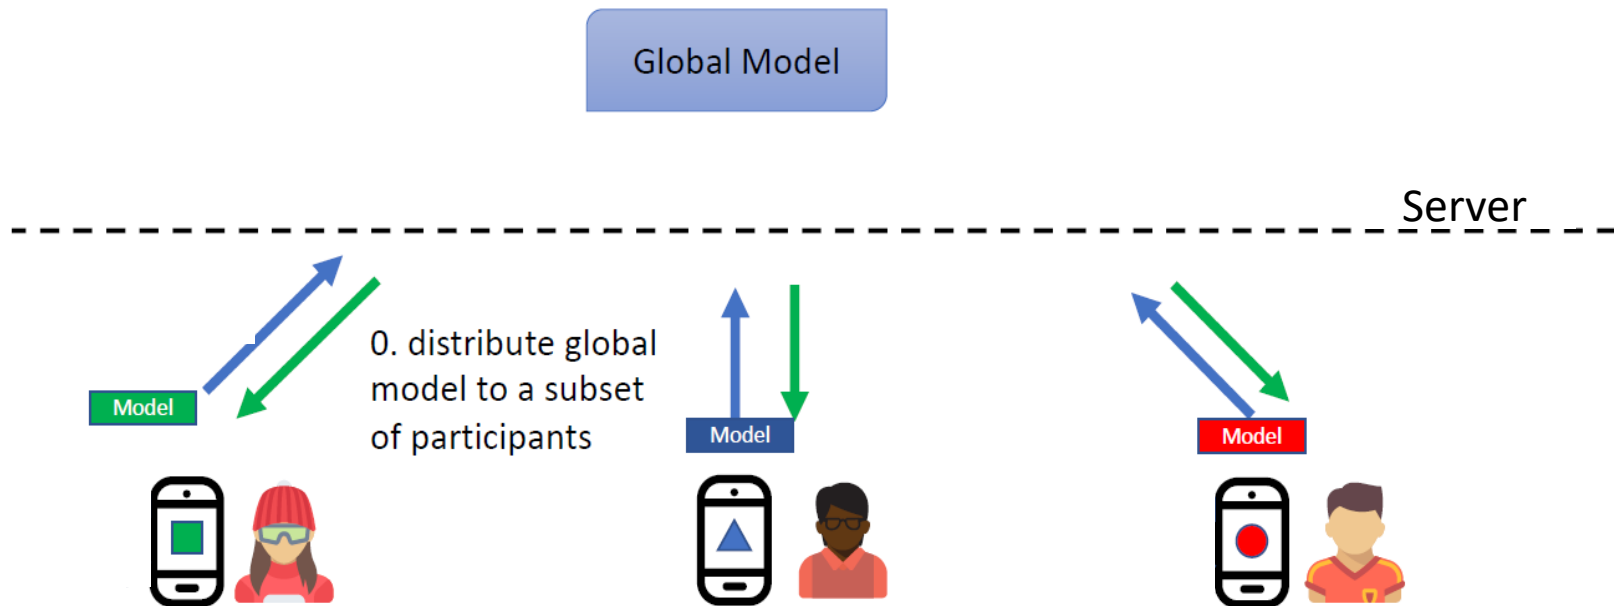 Global Model
Server
0. distribute global
model to a subset
of participants
Model
Model
Model